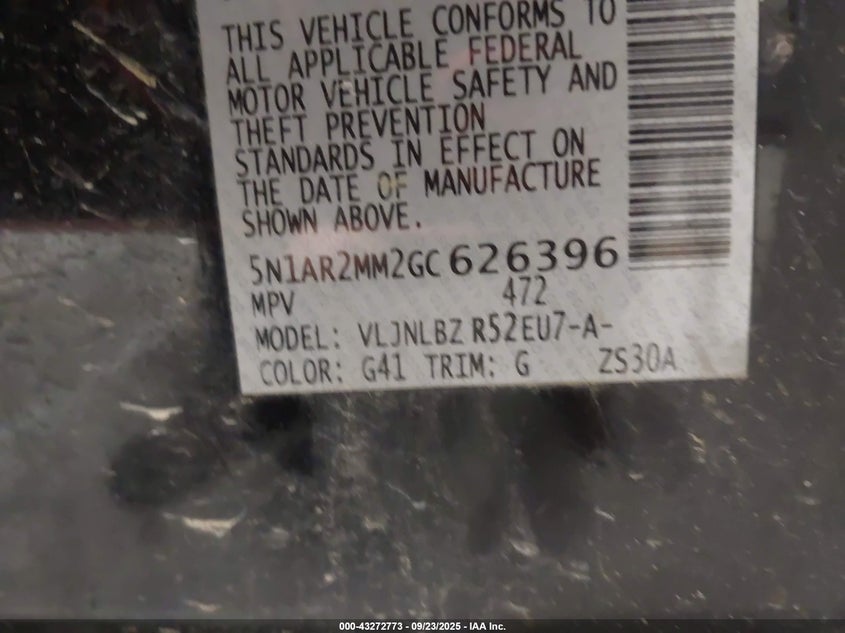 THIS VEHICLE CONFORMS TO
ALL APPLICABLE FEDERAL
MOTOR VEHICLE SAFETY AND
THEFT PREVENTION
STANDARDS IN EFFECT ON
THE DATE OF MANUFACTURE
SHOWN ABOVE.
5N1AR2MM2GC626396
MPV 472
MODEL: VLJNLBZ R52EU7-A-
COLOR: G41 TRIM: G ZS30A
000-43272773 - 09/23/2025 - IAA Inc.